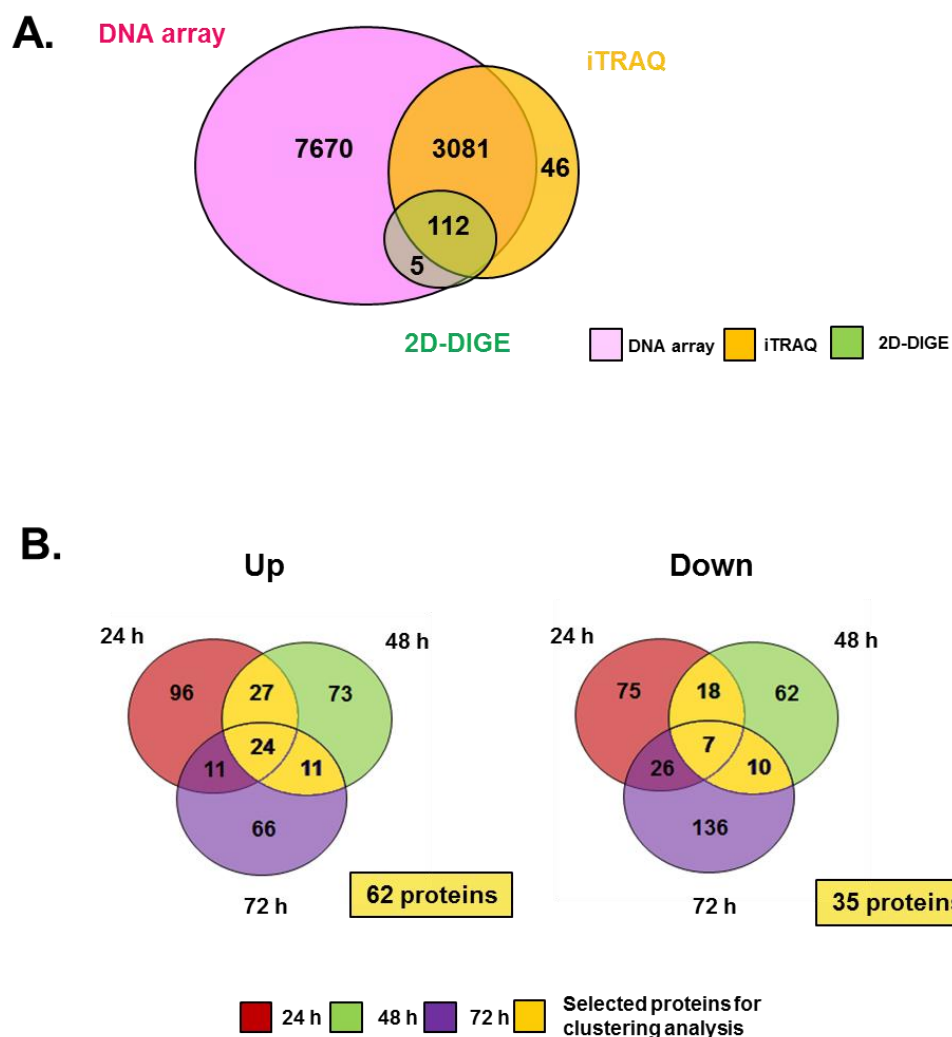 A.
DNA array
iTRAQ
7670
3081
46
112
5
2D-DIGE
DNA array
iTRAQ
2D-DIGE
B.
Up
Down
24 h
48 h
24 h
48 h
96
27
73
75
18
62
24
7
11
11
26
10
66
136
72 h
62 proteins
72 h
35 proteins
24 h
48 h
72 h
Selected proteins for
clustering analysis